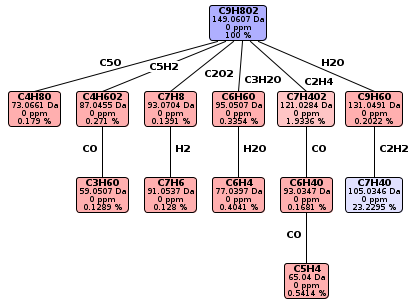 C9H8O2
149.0607 Da
0 ppm
100 %
C5O
C5H2
C2O2
C3H2O
C2H4
H2O
C4H8O
73.0661 Da
0 ppm
0.179 %
C4H6O2
87.0455 Da
0 ppm
0.271 %
C7H8
93.0704 Da
0 ppm
0.1391 %
C6H6O
95.0507 Da
0 ppm
0.3354 %
C7H4O2
121.0284 Da
0 ppm
1.9336 %
C9H6O
131.0491 Da
0 ppm
0.2022 %
CO
H2
H2O
CO
C2H2
C3H6O
59.0507 Da
0 ppm
0.1289 %
C7H6
91.0537 Da
0 ppm
0.128 %
C6H4
77.0397 Da
0 ppm
0.4041 %
C6H4O
93.0347 Da
0 ppm
0.1681 %
C7H4O
105.0346 Da
0 ppm
23.2295 %
CO
C5H4
65.04 Da
0 ppm
0.5414 %